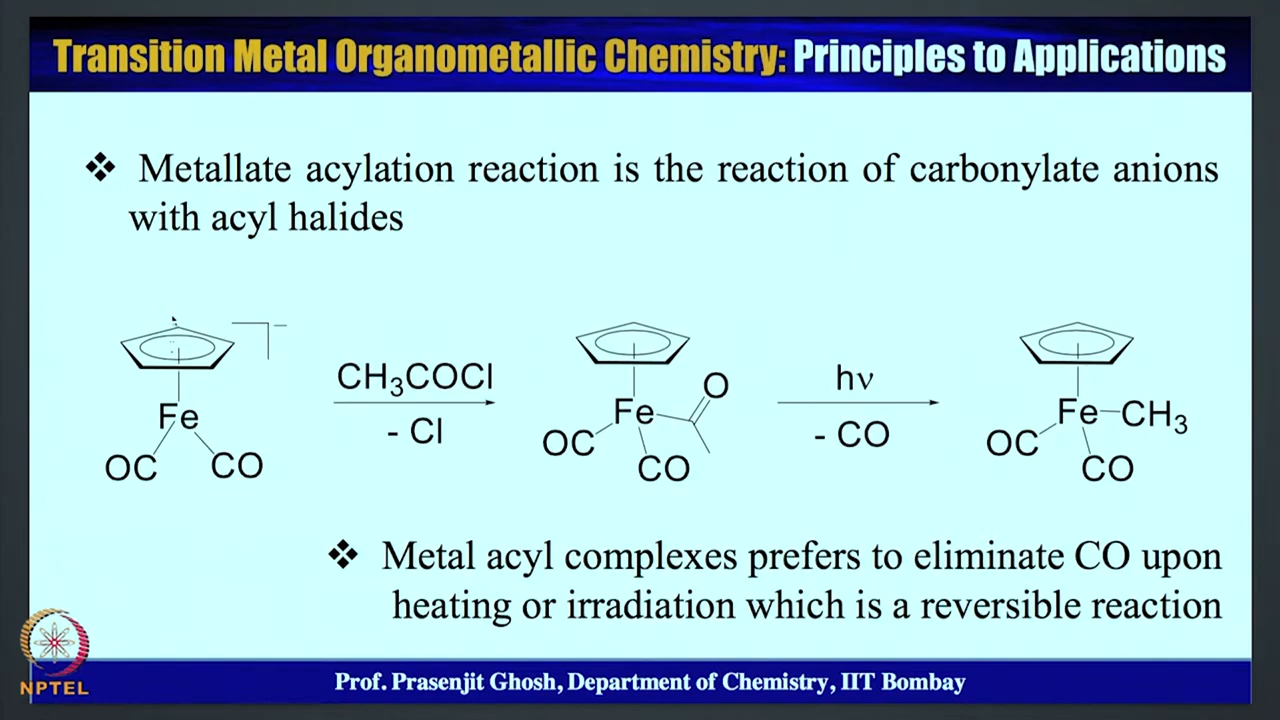 Transition Metal Organometallic Chemistry: Principles to Applications
❖ Metallate acylation reaction is the reaction of carbonylate anions
with acyl halides
Fe
OC CO
−
CH₃COCl
- Cl
Fe
O
OC
CO
hν
- CO
Fe CH₃
OC
CO
❖ Metal acyl complexes prefers to eliminate CO upon
heating or irradiation which is a reversible reaction
NPTEL
Prof. Prasenjit Ghosh, Department of Chemistry, IIT Bombay